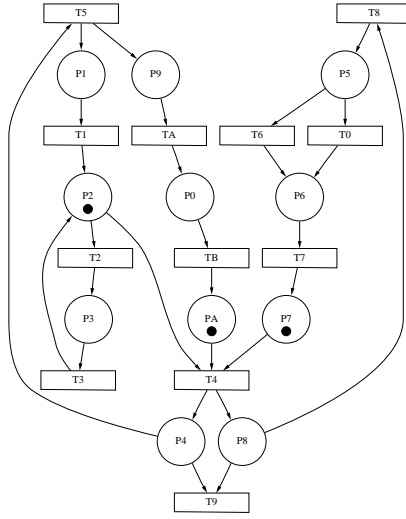 T5 T8
P1 P9 P5
T1 TA T6 T0
P2 P0 P6
T2 TB T7
P3 PA P7
T3 T4
P4 P8
T9